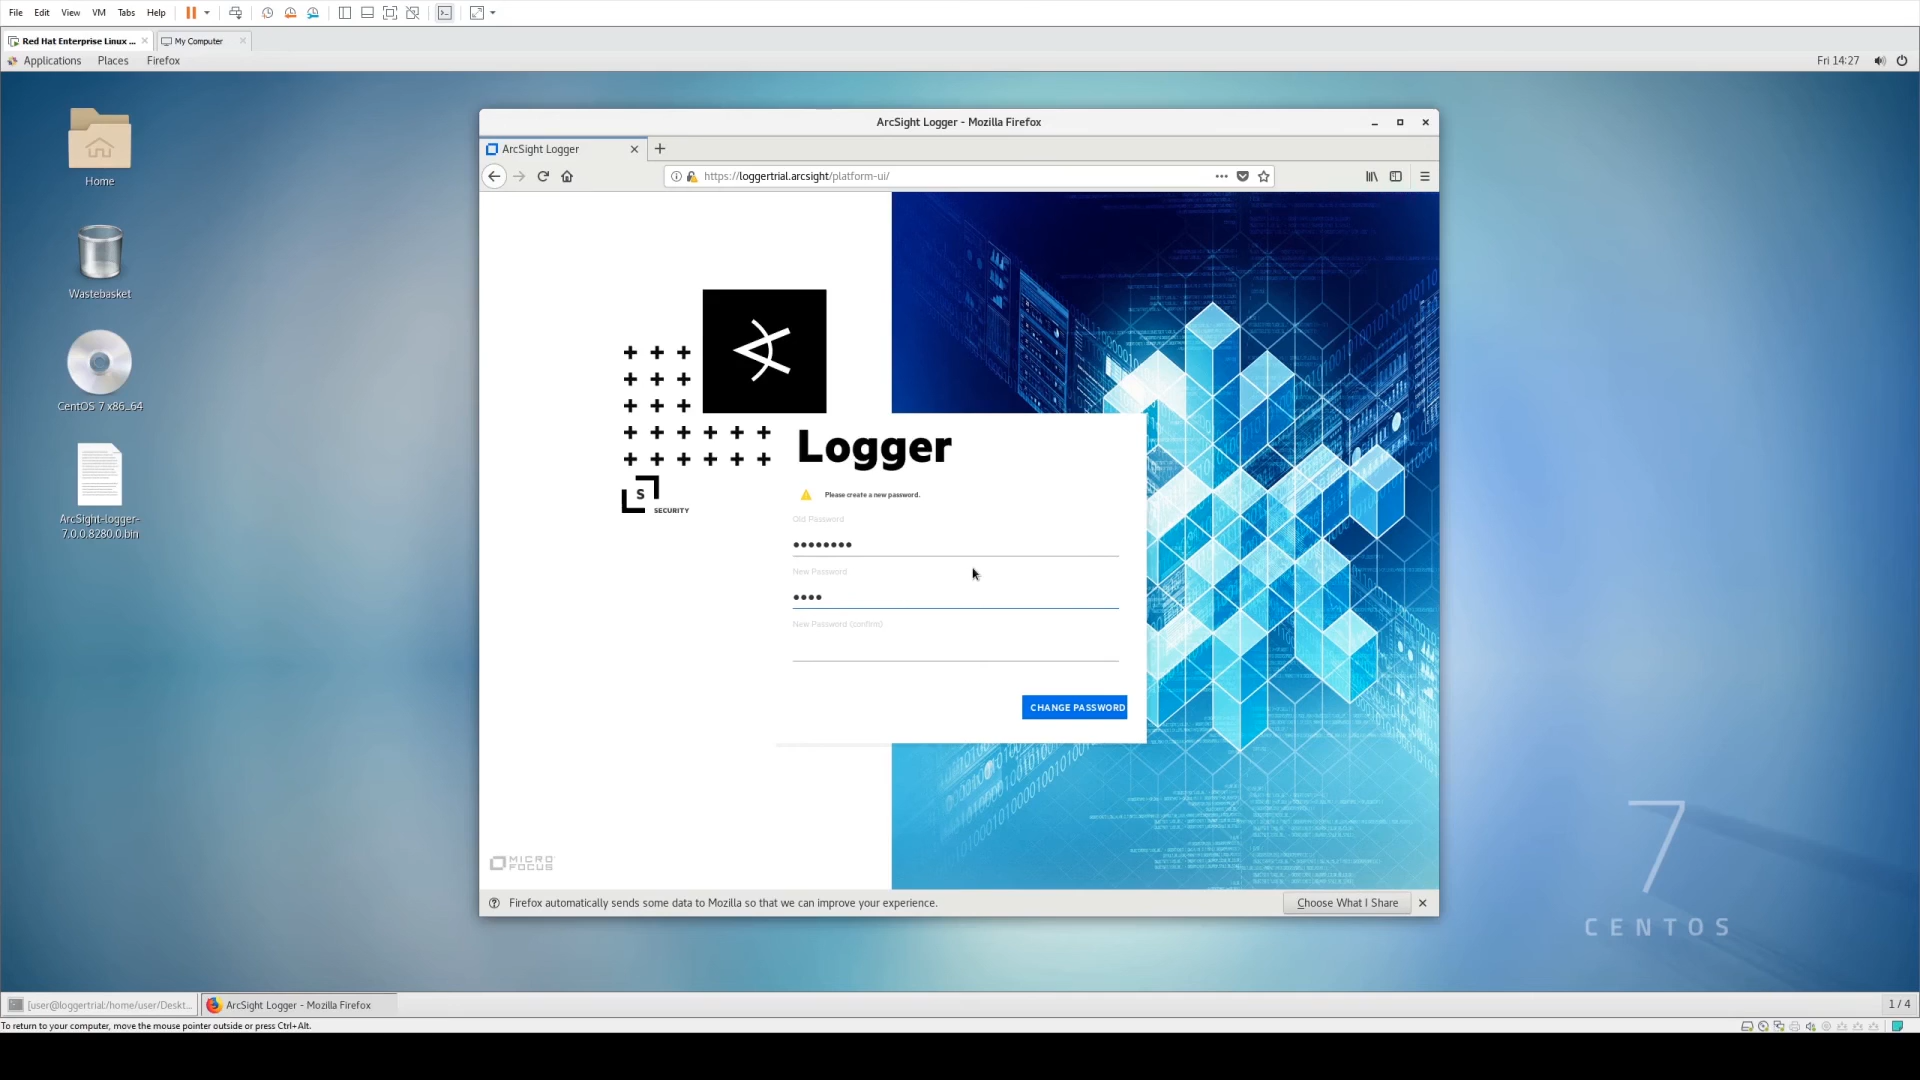 File Edit View VM Tabs Help
Red Hat Enterprise Linux ... My Computer
Applications Places Firefox Fri 14:27
ArcSight Logger - Mozilla Firefox
ArcSight Logger
https://loggertrial.arcsight/platform-ui/
Home
Wastebasket
CentOS 7 x86_64
ArcSight-logger-
7.0.0.8280.0.bin
Logger
S
SECURITY
Please create a new password.
Old Password
••••••••
New Password
••••
New Password (confirm)
CHANGE PASSWORD
MICRO
FOCUS
Firefox automatically sends some data to Mozilla so that we can improve your experience. Choose What I Share
7
CENTOS
[user@loggertrial:/home/user/Deskt... ArcSight Logger - Mozilla Firefox 1 / 4
To return to your computer, move the mouse pointer outside or press Ctrl+Alt.